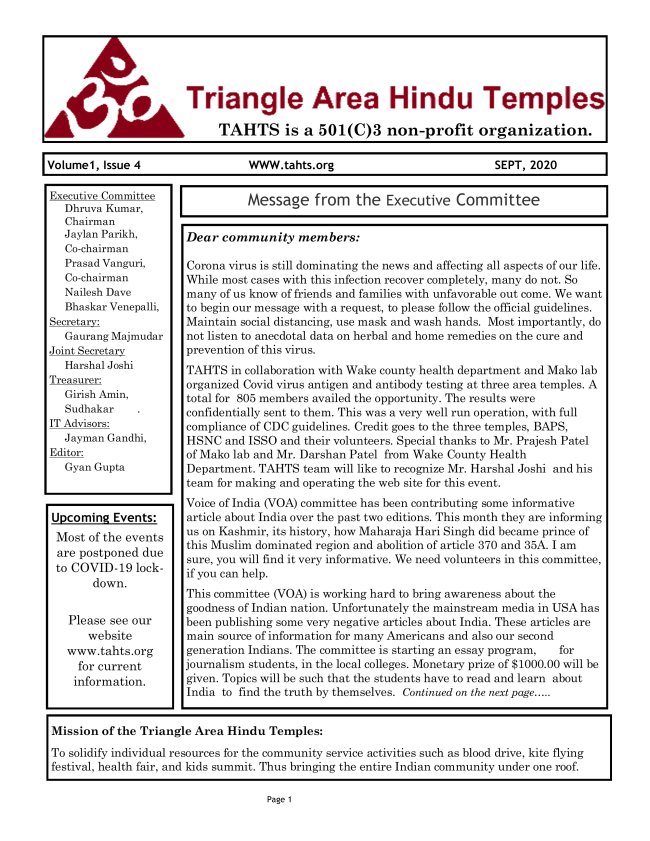 Triangle Area Hindu Temples
TAHTS is a 501(C)3 non-profit organization.
Volume1, Issue 4 WWW.tahts.org SEPT, 2020
Executive Committee
Dhruva Kumar,
Chairman
Jaylan Parikh,
Co-chairman
Prasad Vanguri,
Co-chairman
Nailesh Dave
Bhaskar Venepalli,
Secretary:
Gaurang Majmudar
Joint Secretary
Harshal Joshi
Treasurer:
Girish Amin,
Sudhakar .
IT Advisors:
Jayman Gandhi,
Editor:
Gyan Gupta
Upcoming Events:
Most of the events
are postponed due
to COVID-19 lock-
down.
Please see our
website
www.tahts.org
for current
information.
Message from the Executive Committee
Dear community members:
Corona virus is still dominating the news and affecting all aspects of our life.
While most cases with this infection recover completely, many do not. So
many of us know of friends and families with unfavorable out come. We want
to begin our message with a request, to please follow the official guidelines.
Maintain social distancing, use mask and wash hands. Most importantly, do
not listen to anecdotal data on herbal and home remedies on the cure and
prevention of this virus.
TAHTS in collaboration with Wake county health department and Mako lab
organized Covid virus antigen and antibody testing at three area temples. A
total for 805 members availed the opportunity. The results were
confidentially sent to them. This was a very well run operation, with full
compliance of CDC guidelines. Credit goes to the three temples, BAPS,
HSNC and ISSO and their volunteers. Special thanks to Mr. Prajesh Patel
of Mako lab and Mr. Darshan Patel from Wake County Health
Department. TAHTS team will like to recognize Mr. Harshal Joshi and his
team for making and operating the web site for this event.
Voice of India (VOA) committee has been contributing some informative
article about India over the past two editions. This month they are informing
us on Kashmir, its history, how Maharaja Hari Singh did became prince of
this Muslim dominated region and abolition of article 370 and 35A. I am
sure, you will find it very informative. We need volunteers in this committee,
if you can help.
This committee (VOA) is working hard to bring awareness about the
goodness of Indian nation. Unfortunately the mainstream media in USA has
been publishing some very negative articles about India. These articles are
main source of information for many Americans and also our second
generation Indians. The committee is starting an essay program, for
journalism students, in the local colleges. Monetary prize of $1000.00 will be
given. Topics will be such that the students have to read and learn about
India to find the truth by themselves. Continued on the next page…..
Mission of the Triangle Area Hindu Temples:
To solidify individual resources for the community service activities such as blood drive, kite flying
festival, health fair, and kids summit. Thus bringing the entire Indian community under one roof.
Page 1